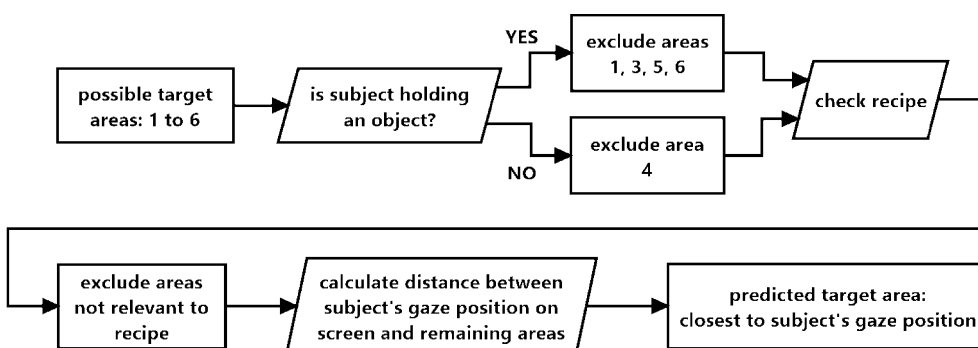 possible target
areas: 1 to 6
is subject holding
an object?
YES
exclude areas
1, 3, 5, 6
NO
exclude area
4
check recipe
exclude areas
not relevant to
recipe
calculate distance between
subject's gaze position on
screen and remaining areas
predicted target area:
closest to subject's gaze position